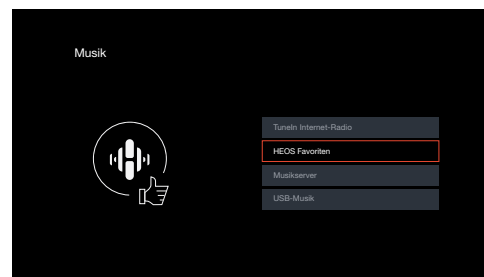 Musik
TuneIn Internet-Radio
HEOS Favoriten
Musikserver
USB-Musik